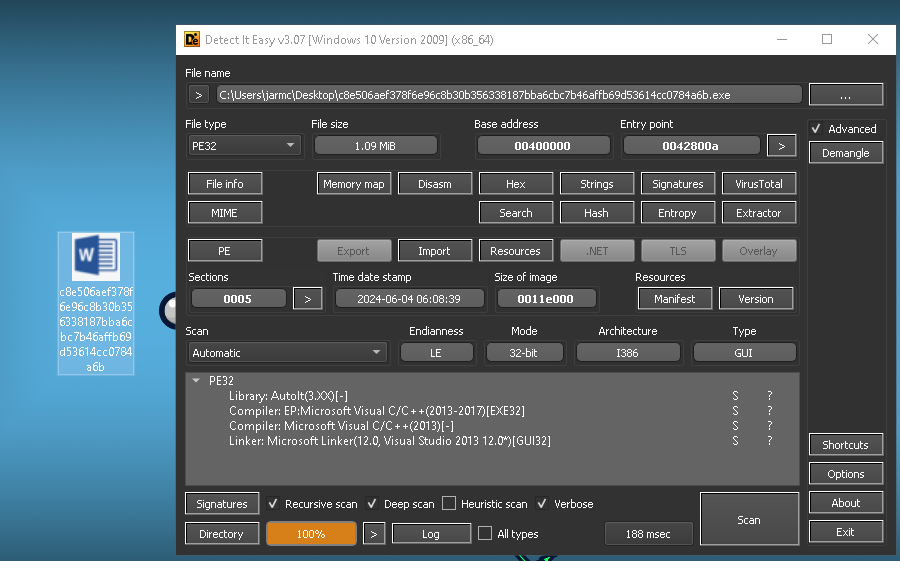 Detect It Easy v3.07 [Windows 10 Version 2009] (x86_64)
File name
> C:\Users\jarmc\Desktop\c8e506aef378f6e96c8b30b356338187bba6cbc7b46affb69d53614cc0784a6b.exe ...
File type File size Base address Entry point
Advanced
PE32 1.09 MiB 00400000 0042800a >
Demangle
File info Memory map Disasm Hex Strings Signatures VirusTotal
MIME Search Hash Entropy Extractor
PE Export Import Resources .NET TLS Overlay
Sections Time date stamp Size of image Resources
0005 > 2024-06-04 06:08:39 0011e000 Manifest Version
Scan Endianness Mode Architecture Type
Automatic LE 32-bit I386 GUI
PE32
Library: AutoIt(3.XX)[-] S ?
Compiler: EP:Microsoft Visual C/C++(2013-2017)[EXE32] S ?
Compiler: Microsoft Visual C/C++(2013)[-] S ?
Linker: Microsoft Linker(12.0, Visual Studio 2013 12.0*)[GUI32] S ?
Shortcuts
Options
Signatures Recursive scan Deep scan Heuristic scan Verbose
Scan
About
Directory 100% > Log All types 188 msec
Exit
W
c8e506aef378f
6e96c8b30b35
6338187bba6c
bc7b46affb69
d53614cc0784
a6b